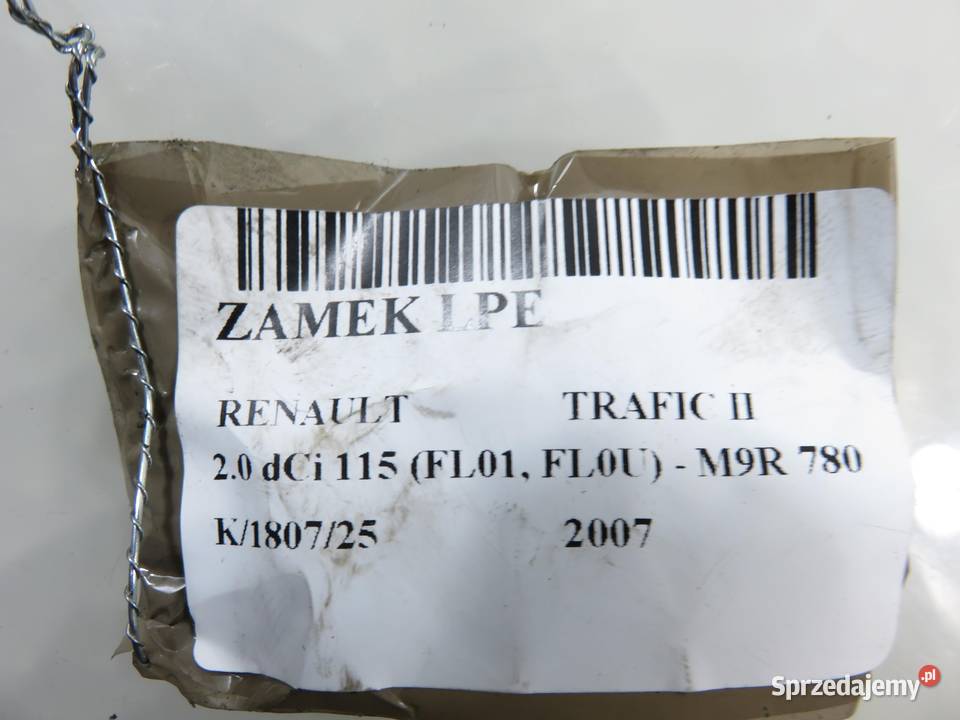 ZAMEK LPE
RENAULT TRAFIC II
2.0 dCi 115 (FL01, FL0U) - M9R 780
K/1807/25 2007
Sprzedajemy.pl